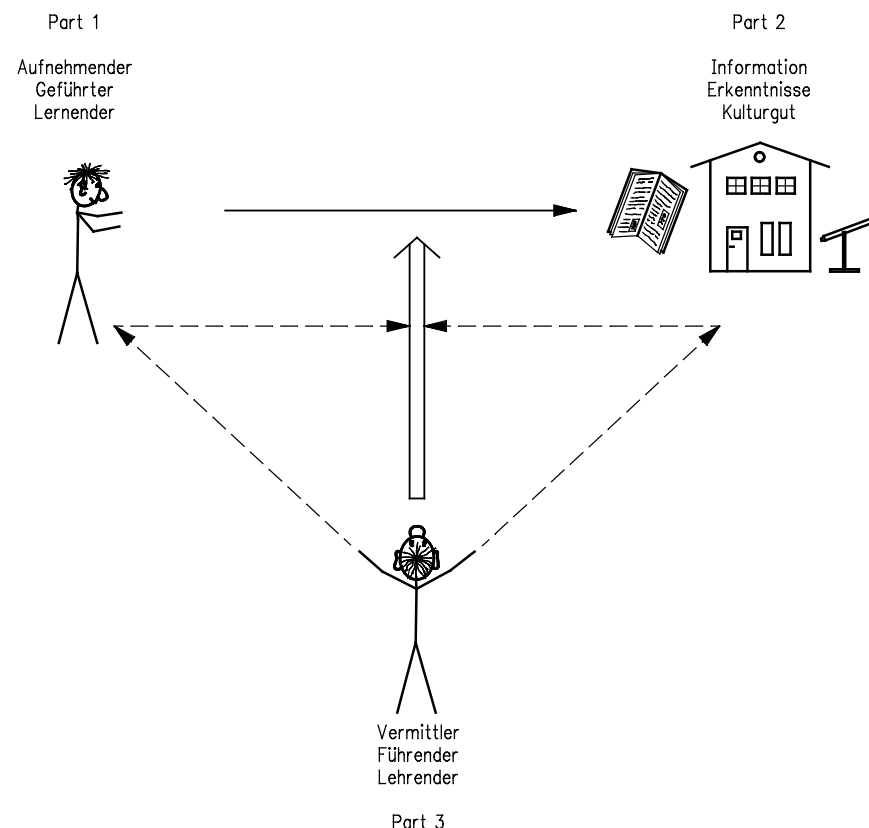 Part 1
Aufnehmender
Geführter
Lernender
Part 2
Information
Erkenntnisse
Kulturgut
Vermittler
Führender
Lehrender
Part 3